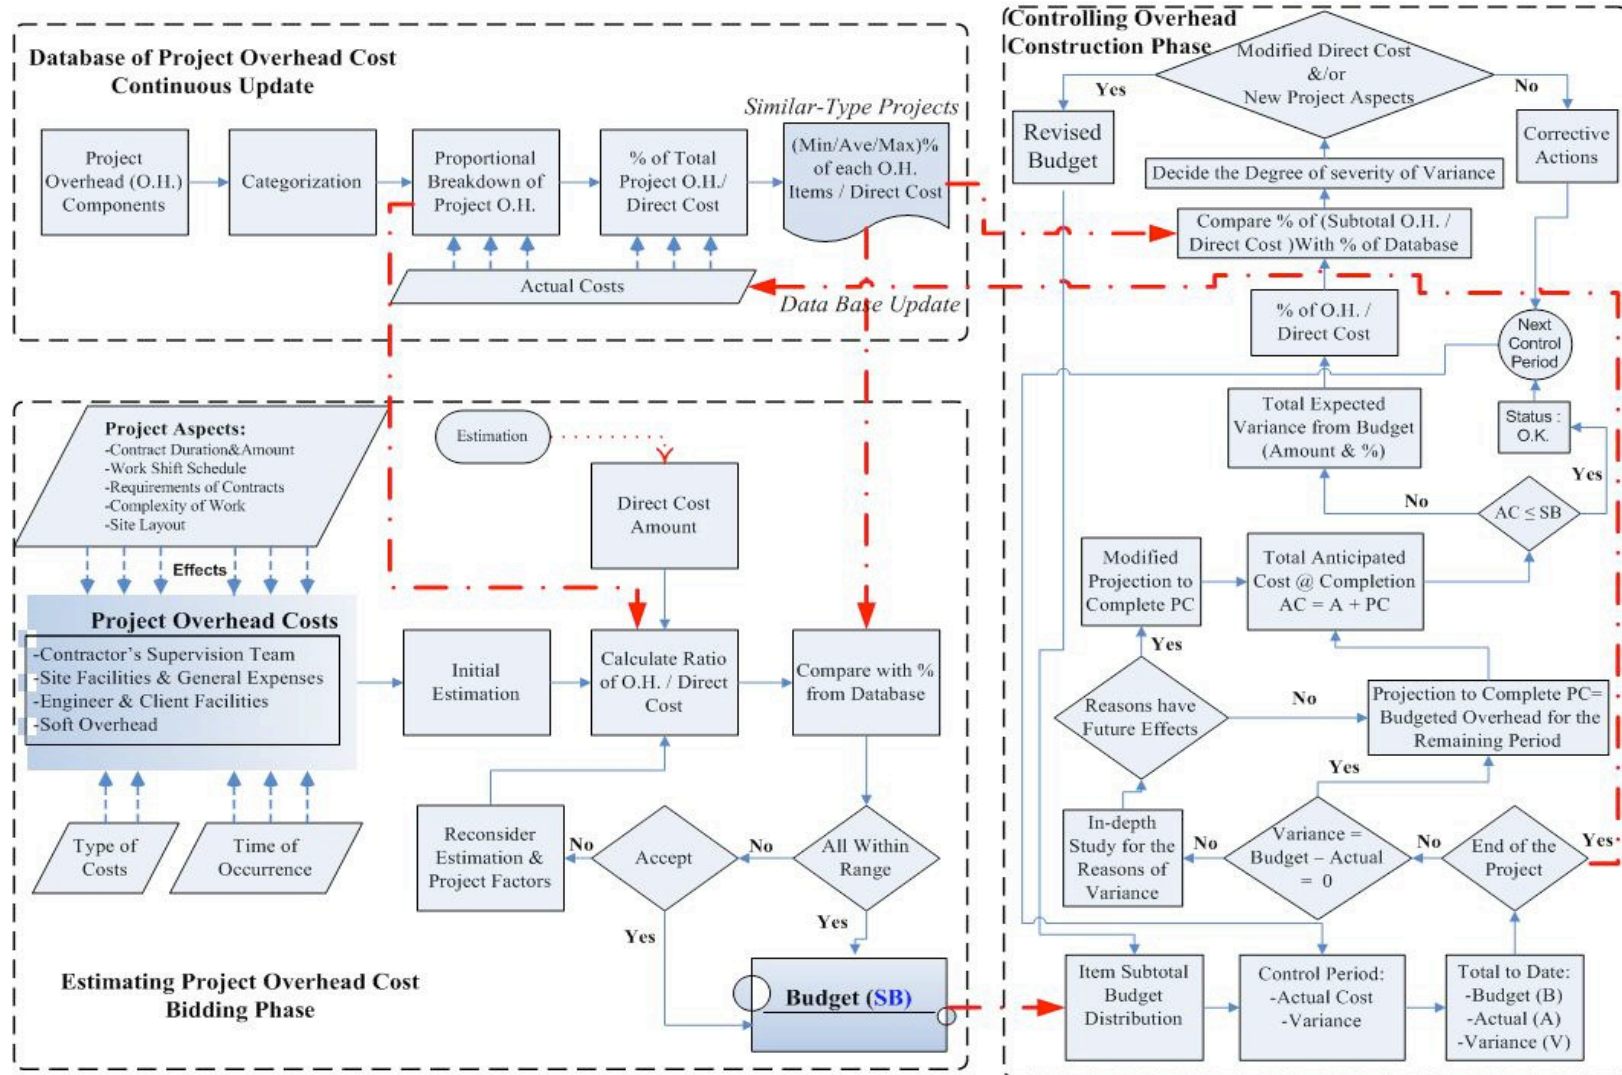 Database of Project Overhead Cost
Continuous Update
Similar-Type Projects
Project
Overhead (O.H.)
Components
Categorization
Proportional
Breakdown of
Project O.H.
% of Total
Project O.H./
Direct Cost
(Min/Ave/Max)%
of each O.H.
Items / Direct Cost
Actual Costs
Data Base Update
Project Aspects:
-Contract Duration&Amount
-Work Shift Schedule
-Requirements of Contracts
-Complexity of Work
-Site Layout
Effects
Estimation
Direct Cost
Amount
Project Overhead Costs
-Contractor's Supervision Team
-Site Facilities & General Expenses
-Engineer & Client Facilities
-Soft Overhead
Initial
Estimation
Calculate Ratio
of O.H. / Direct
Cost
Compare with %
from Database
Type of
Costs
Time of
Occurrence
Reconsider
Estimation &
Project Factors
No
Accept
No
All Within
Range
Yes
Yes
Estimating Project Overhead Cost
Bidding Phase
Budget (SB)
Controlling Overhead
Construction Phase
Modified Direct Cost
&/or
New Project Aspects
Yes
No
Revised
Budget
Corrective
Actions
Decide the Degree of severity of Variance
Compare % of (Subtotal O.H. /
Direct Cost )With % of Database
% of O.H. /
Direct Cost
Next
Control
Period
Total Expected
Variance from Budget
(Amount & %)
Status :
O.K.
Yes
No
AC ≤ SB
Modified
Projection to
Complete PC
Total Anticipated
Cost @ Completion
AC = A + PC
Yes
Reasons have
Future Effects
No
Projection to Complete PC=
Budgeted Overhead for the
Remaining Period
Yes
In-depth
Study for the
Reasons of
Variance
No
Variance =
Budget – Actual
= 0
No
End of the
Project
Yes
Item Subtotal
Budget
Distribution
Control Period:
-Actual Cost
-Variance
Total to Date:
-Budget (B)
-Actual (A)
-Variance (V)